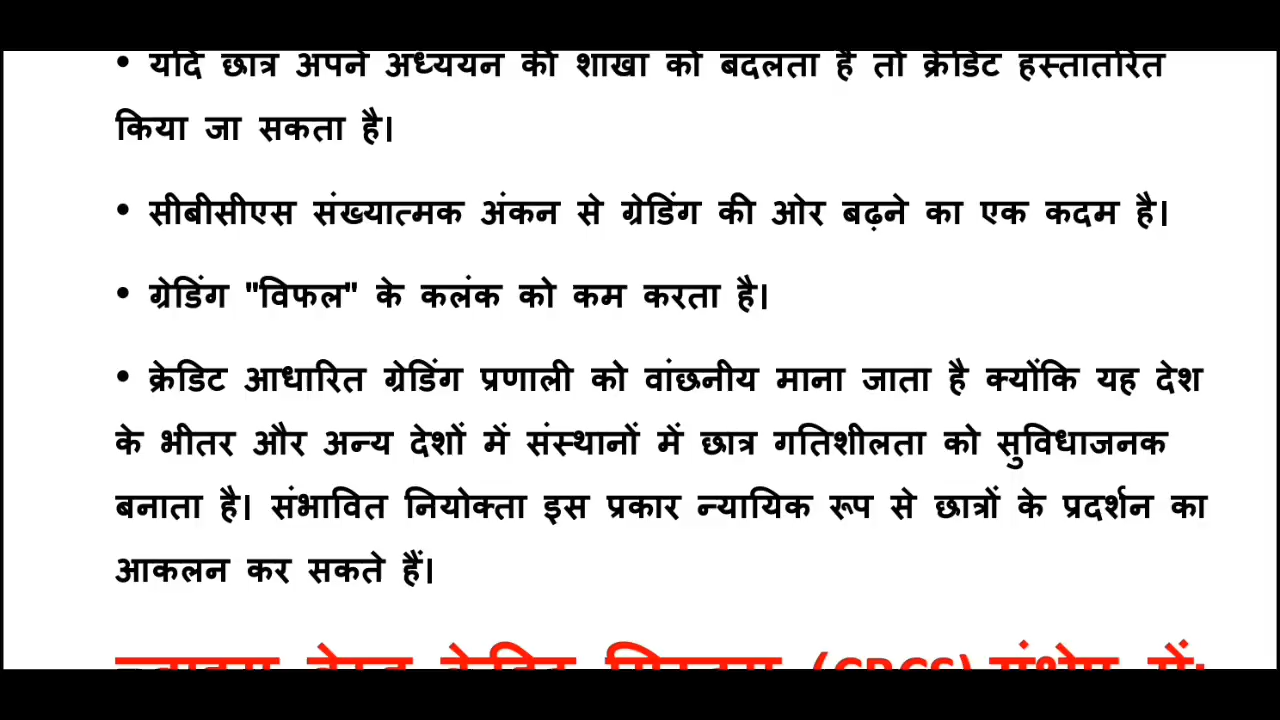 • यदि छात्र अपने अध्ययन की शाखा को बदलता है तो क्रेडिट हस्तांतरित
किया जा सकता है।
• सीबीसीएस संख्यात्मक अंकन से ग्रेडिंग की ओर बढ़ने का एक कदम है।
• ग्रेडिंग "विफल" के कलंक को कम करता है।
• क्रेडिट आधारित ग्रेडिंग प्रणाली को वांछनीय माना जाता है क्योंकि यह देश
के भीतर और अन्य देशों में संस्थानों में छात्र गतिशीलता को सुविधाजनक
बनाता है। संभावित नियोक्ता इस प्रकार न्यायिक रूप से छात्रों के प्रदर्शन का
आकलन कर सकते हैं।
(CBCS) संक्षेप में: